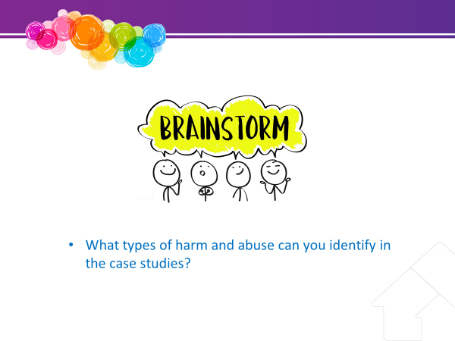 BRAINSTORM
• What types of harm and abuse can you identify in
the case studies?